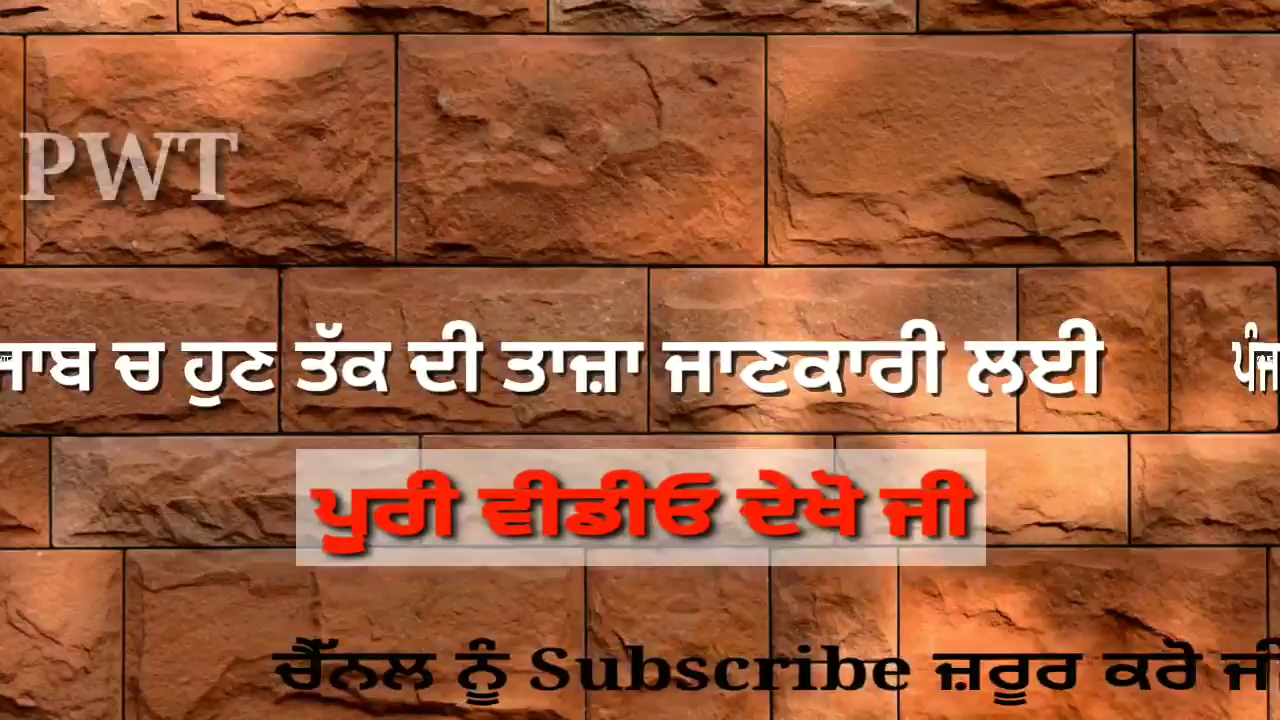 PWT
ਜਾਬ ਚ ਹੁਣ ਤੱਕ ਦੀ ਤਾਜ਼ਾ ਜਾਣਕਾਰੀ ਲਈ ਪੰਜ
ਪੂਰੀ ਵੀਡੀਓ ਦੇਖੋ ਜੀ
ਚੈੱਨਲ ਨੂੰ Subscribe ਜ਼ਰੂਰ ਕਰੋ ਜੀ